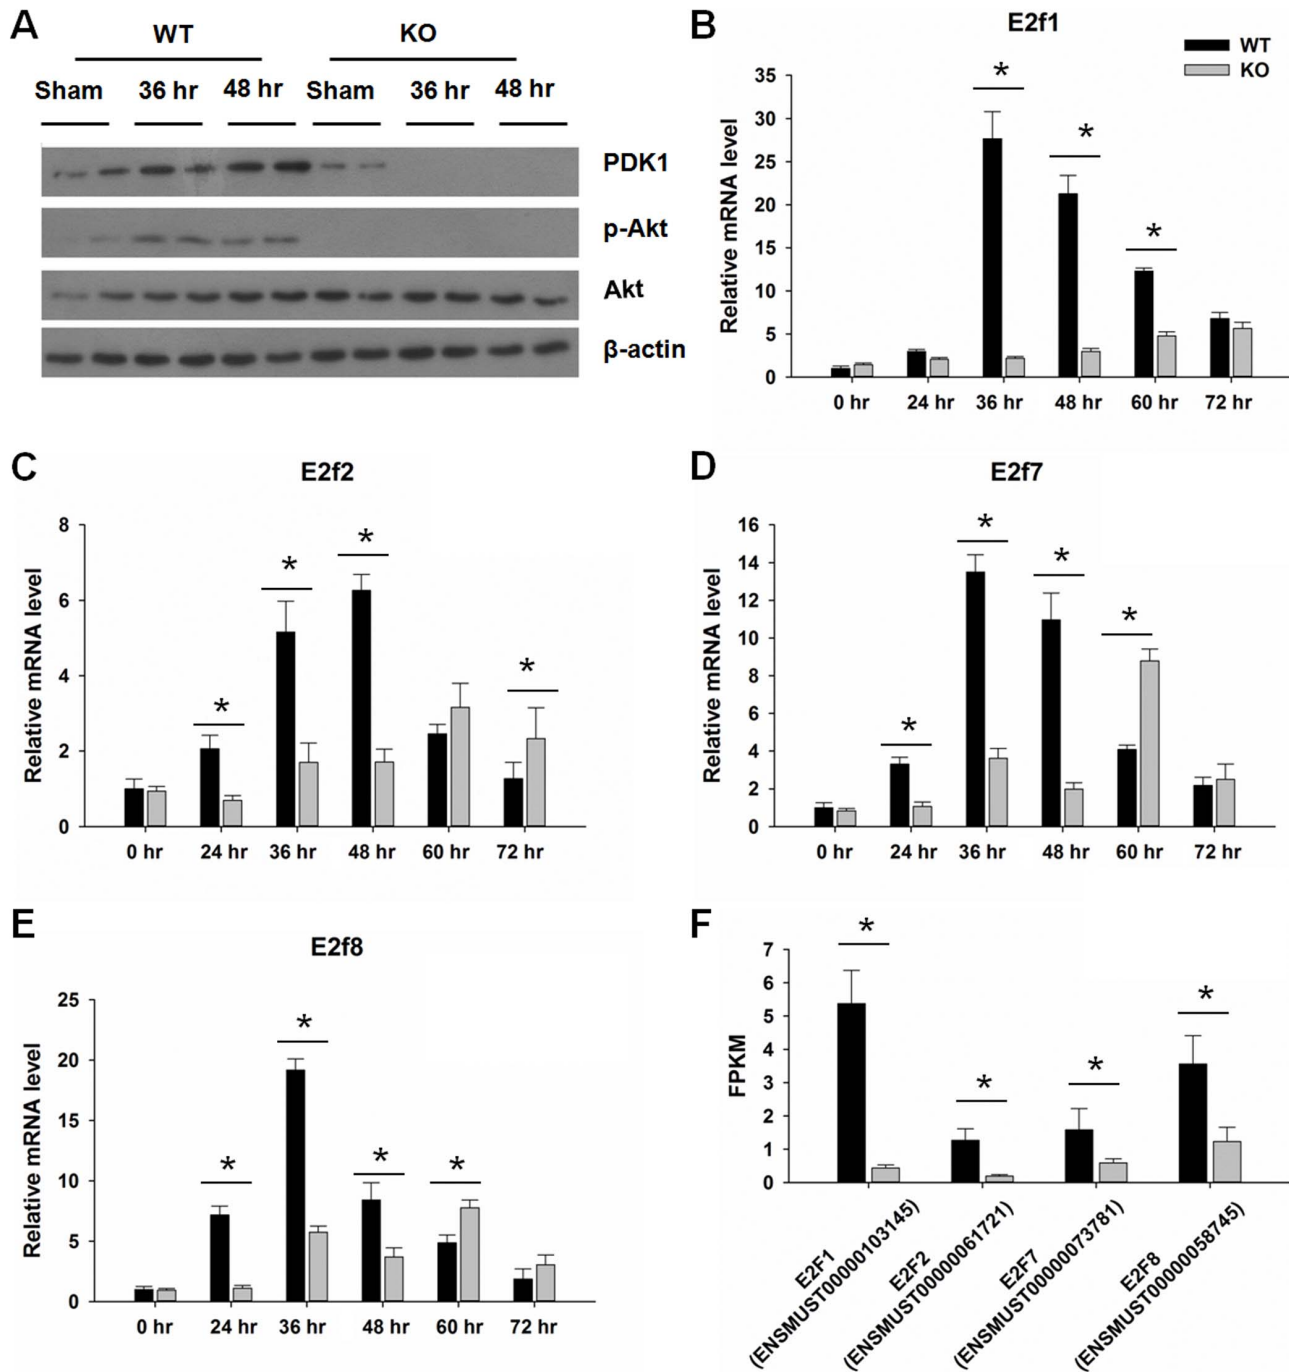 A
WT KO
Sham 36 hr 48 hr Sham 36 hr 48 hr
PDK1
p-Akt
Akt
β-actin
B
E2f1
WT
KO
Relative mRNA level
35
30
25
20
15
10
5
0
* * *
0 hr 24 hr 36 hr 48 hr 60 hr 72 hr
C
E2f2
Relative mRNA level
8
6
4
2
0
* * * *
0 hr 24 hr 36 hr 48 hr 60 hr 72 hr
D
E2f7
Relative mRNA level
16
14
12
10
8
6
4
2
0
* * * *
0 hr 24 hr 36 hr 48 hr 60 hr 72 hr
E
E2f8
Relative mRNA level
25
20
15
10
5
0
* * * *
0 hr 24 hr 36 hr 48 hr 60 hr 72 hr
F
FPKM
7
6
5
4
3
2
1
0
* * * *
E2F1
(ENSMUST00000103145)
E2F2
(ENSMUST00000061721)
E2F7
(ENSMUST00000073781)
E2F8
(ENSMUST00000058745)